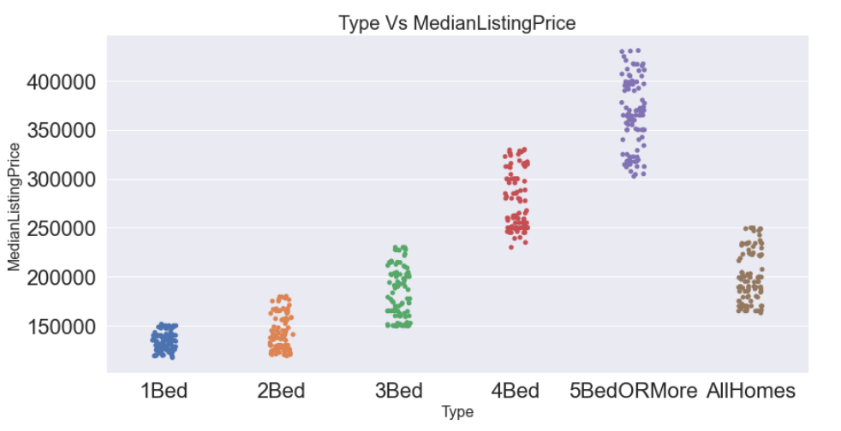 Type Vs MedianListingPrice
MedianListingPrice
400000
350000
300000
250000
200000
150000
1Bed 2Bed 3Bed 4Bed 5BedORMore AllHomes
Type